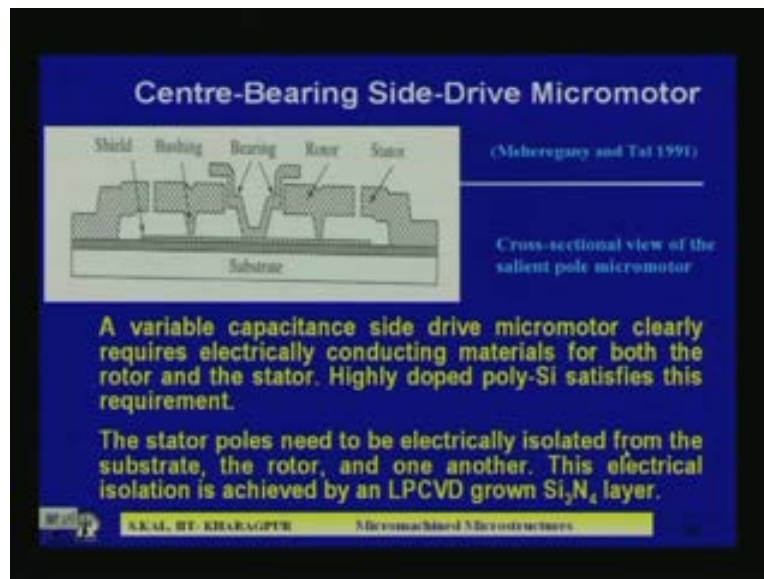 Centre-Bearing Side-Drive Micromotor
Shield Bushing Bearing Rotor Stator
(Meheregany and Tai 1991)
Substrate
Cross-sectional view of the
salient pole micromotor
A variable capacitance side drive micromotor clearly
requires electrically conducting materials for both the
rotor and the stator. Highly doped poly-Si satisfies this
requirement.
The stator poles need to be electrically isolated from the
substrate, the rotor, and one another. This electrical
isolation is achieved by an LPCVD grown Si₃N₄ layer.
S.KAL, IIT- KHARAGPUR Micromachined Microstructures